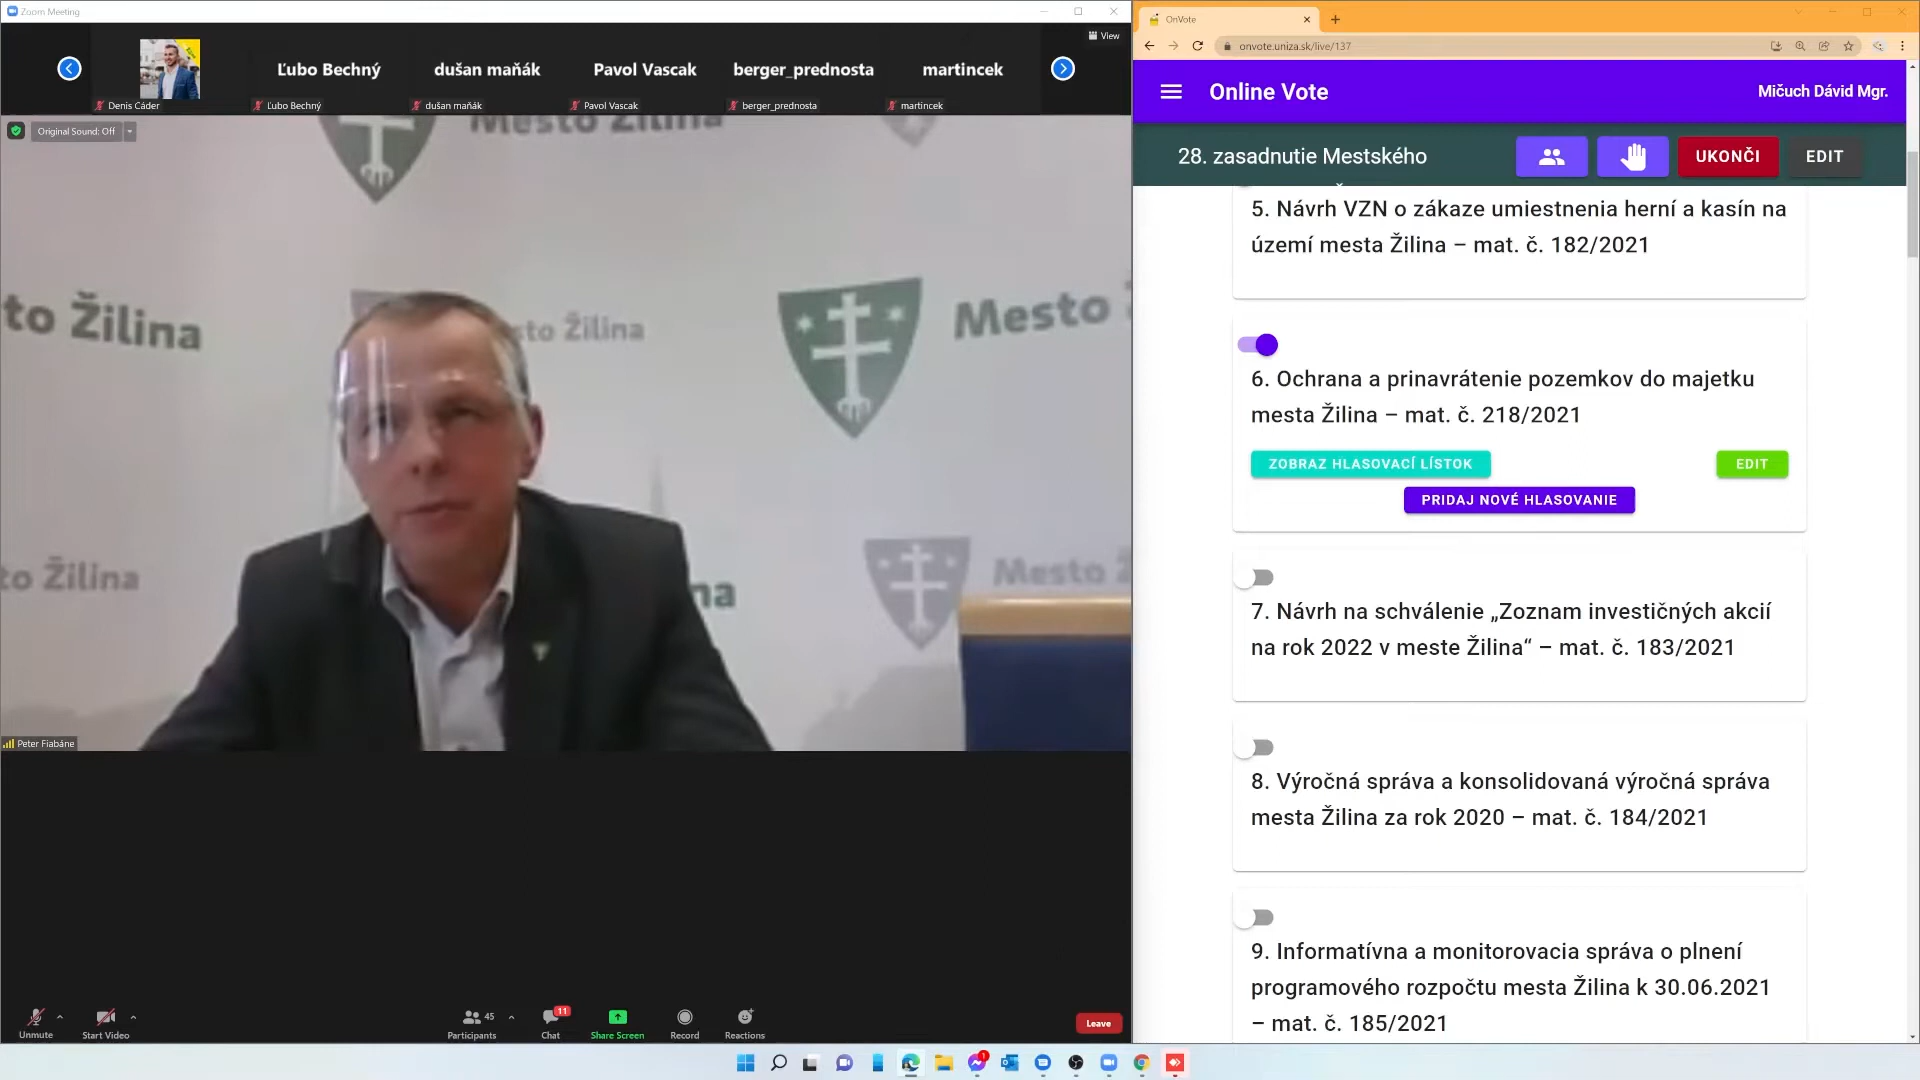 Zoom Meeting
View
Ľubo Bechný
dušan maňák
Pavol Vascak
berger_prednosta
martincek
Denis Cáder
Ľubo Bechný
dušan maňák
Pavol Vascak
berger_prednosta
martincek
Original Sound: Off
Mesto Žilina
to Žilina
sto Žilina
Mesto
to Žilina
na
Mesto Ž
Peter Fiabáne
Unmute
Start Video
45
Participants
11
Chat
Share Screen
Record
Reactions
Leave
OnVote
onvote.uniza.sk/live/137
Online Vote
Mičuch Dávid Mgr.
28. zasadnutie Mestského
UKONČI
EDIT
5. Návrh VZN o zákaze umiestnenia herní a kasín na
území mesta Žilina – mat. č. 182/2021
6. Ochrana a prinavrátenie pozemkov do majetku
mesta Žilina – mat. č. 218/2021
ZOBRAZ HLASOVACÍ LÍSTOK
EDIT
PRIDAJ NOVÉ HLASOVANIE
7. Návrh na schválenie „Zoznam investičných akcií
na rok 2022 v meste Žilina“ – mat. č. 183/2021
8. Výročná správa a konsolidovaná výročná správa
mesta Žilina za rok 2020 – mat. č. 184/2021
9. Informatívna a monitorovacia správa o plnení
programového rozpočtu mesta Žilina k 30.06.2021
– mat. č. 185/2021
1